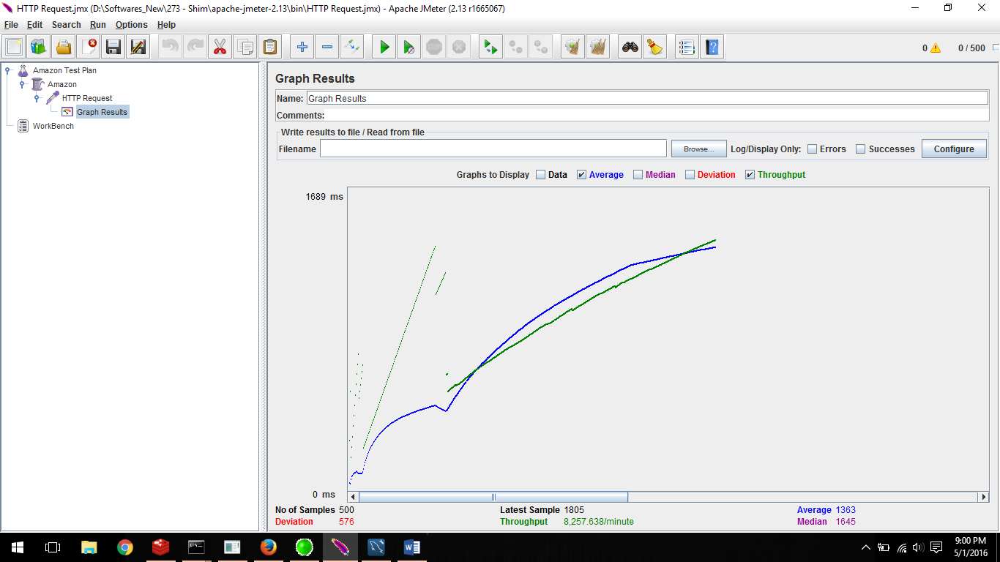 HTTP Request.jmx (D:\Softwares_New\273 - Shim\apache-jmeter-2.13\bin\HTTP Request.jmx) - Apache JMeter (2.13 r1665067)
File Edit Search Run Options Help
STOP
0 0 / 500
Amazon Test Plan
Amazon
HTTP Request
Graph Results
WorkBench
Graph Results
Name: Graph Results
Comments:
Write results to file / Read from file
Filename Browse... Log/Display Only: Errors Successes Configure
Graphs to Display Data Average Median Deviation Throughput
1689 ms
0 ms
No of Samples 500 Latest Sample 1805 Average 1363
Deviation 576 Throughput 8,257.638/minute Median 1645
9:00 PM
5/1/2016